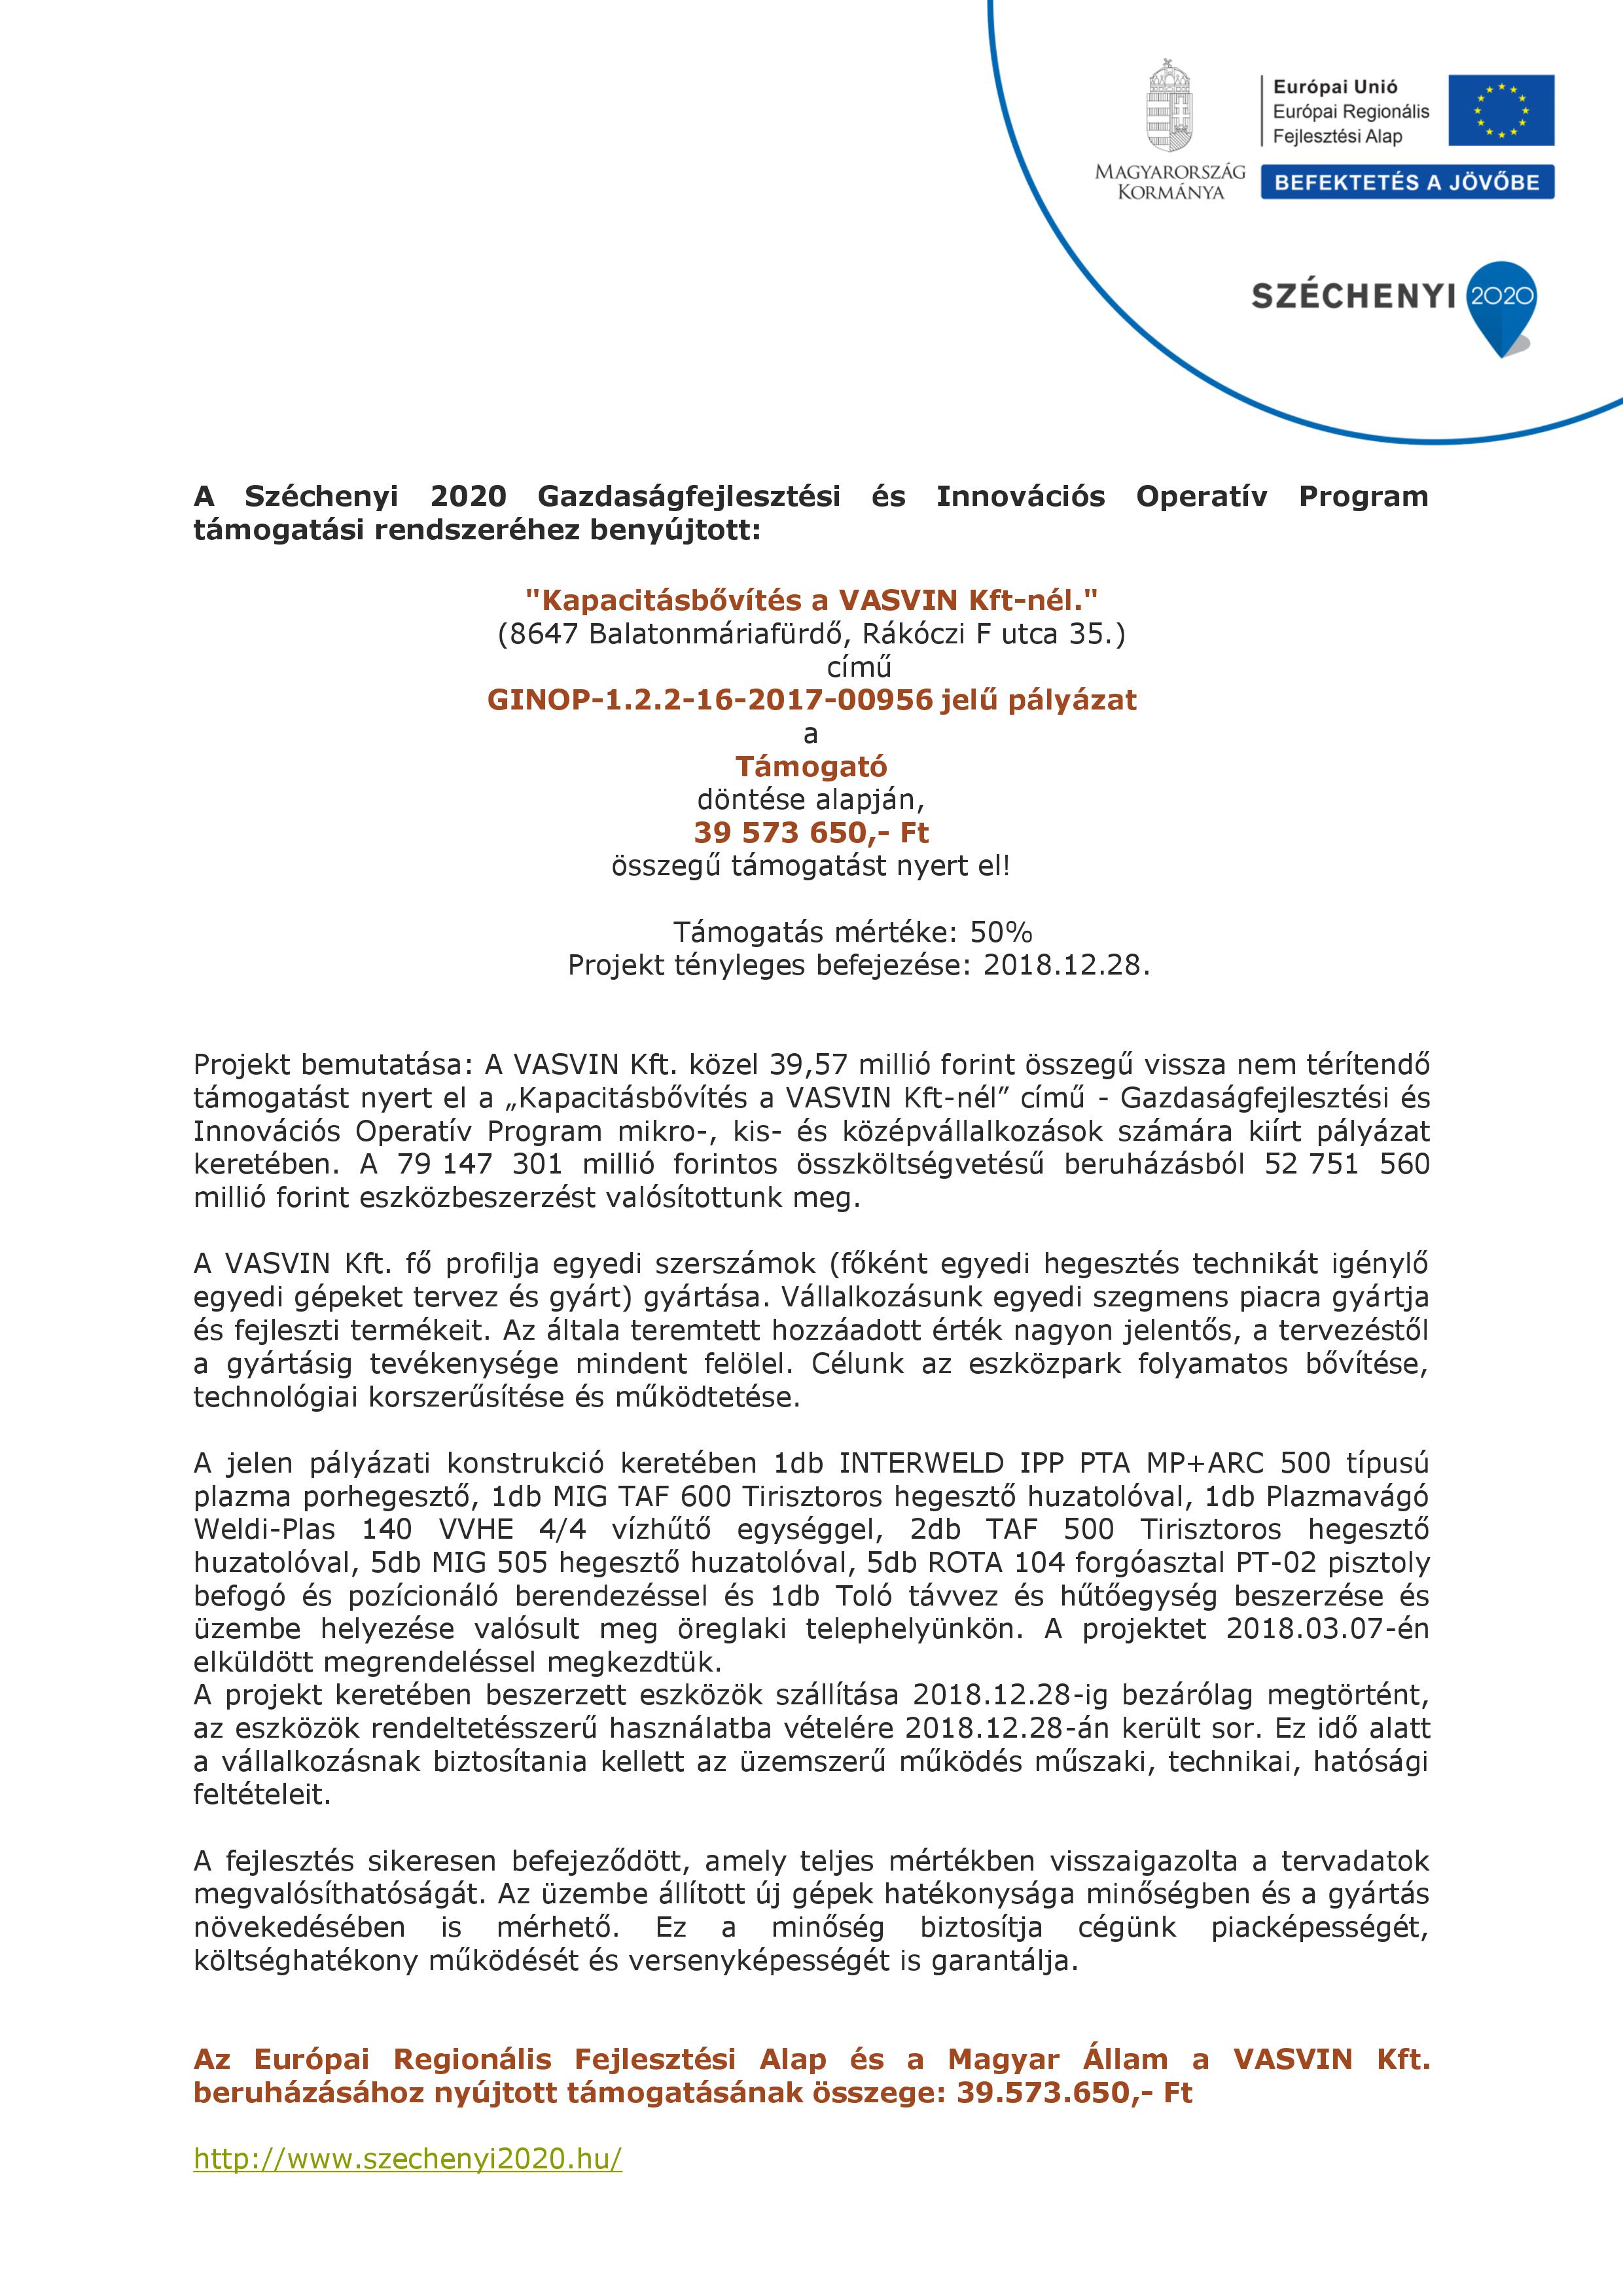 MAGYARORSZÁG
KORMÁNYA
Európai Unió
Európai Regionális
Fejlesztési Alap
BEFEKTETÉS A JÖVŐBE
SZÉCHENYI 2020
A Széchenyi 2020 Gazdaságfejlesztési és Innovációs Operatív Program
támogatási rendszeréhez benyújtott:
"Kapacitásbővítés a VASVIN Kft-nél."
(8647 Balatonmáriafürdő, Rákóczi F utca 35.)
című
GINOP-1.2.2-16-2017-00956 jelű pályázat
a
Támogató
döntése alapján,
39 573 650,- Ft
összegű támogatást nyert el!
Támogatás mértéke: 50%
Projekt tényleges befejezése: 2018.12.28.
Projekt bemutatása: A VASVIN Kft. közel 39,57 millió forint összegű vissza nem térítendő
támogatást nyert el a „Kapacitásbővítés a VASVIN Kft-nél” című - Gazdaságfejlesztési és
Innovációs Operatív Program mikro-, kis- és középvállalkozások számára kiírt pályázat
keretében. A 79 147 301 millió forintos összköltségvetésű beruházásból 52 751 560
millió forint eszközbeszerzést valósítottunk meg.
A VASVIN Kft. fő profilja egyedi szerszámok (főként egyedi hegesztés technikát igénylő
egyedi gépeket tervez és gyárt) gyártása. Vállalkozásunk egyedi szegmens piacra gyártja
és fejleszti termékeit. Az általa teremtett hozzáadott érték nagyon jelentős, a tervezéstől
a gyártásig tevékenysége mindent felölel. Célunk az eszközpark folyamatos bővítése,
technológiai korszerűsítése és működtetése.
A jelen pályázati konstrukció keretében 1db INTERWELD IPP PTA MP+ARC 500 típusú
plazma porhegesztő, 1db MIG TAF 600 Tirisztoros hegesztő huzatolóval, 1db Plazmavágó
Weldi-Plas 140 VVHE 4/4 vízhűtő egységgel, 2db TAF 500 Tirisztoros hegesztő
huzatolóval, 5db MIG 505 hegesztő huzatolóval, 5db ROTA 104 forgóasztal PT-02 pisztoly
befogó és pozícionáló berendezéssel és 1db Toló távvez és hűtőegység beszerzése és
üzembe helyezése valósult meg öreglaki telephelyünkön. A projektet 2018.03.07-én
elküldött megrendeléssel megkezdtük.
A projekt keretében beszerzett eszközök szállítása 2018.12.28-ig bezárólag megtörtént,
az eszközök rendeltetésszerű használatba vételére 2018.12.28-án került sor. Ez idő alatt
a vállalkozásnak biztosítania kellett az üzemszerű működés műszaki, technikai, hatósági
feltételeit.
A fejlesztés sikeresen befejeződött, amely teljes mértékben visszaigazolta a tervadatok
megvalósíthatóságát. Az üzembe állított új gépek hatékonysága minőségben és a gyártás
növekedésében is mérhető. Ez a minőség biztosítja cégünk piacképességét,
költséghatékony működését és versenyképességét is garantálja.
Az Európai Regionális Fejlesztési Alap és a Magyar Állam a VASVIN Kft.
beruházásához nyújtott támogatásának összege: 39.573.650,- Ft
http://www.szechenyi2020.hu/